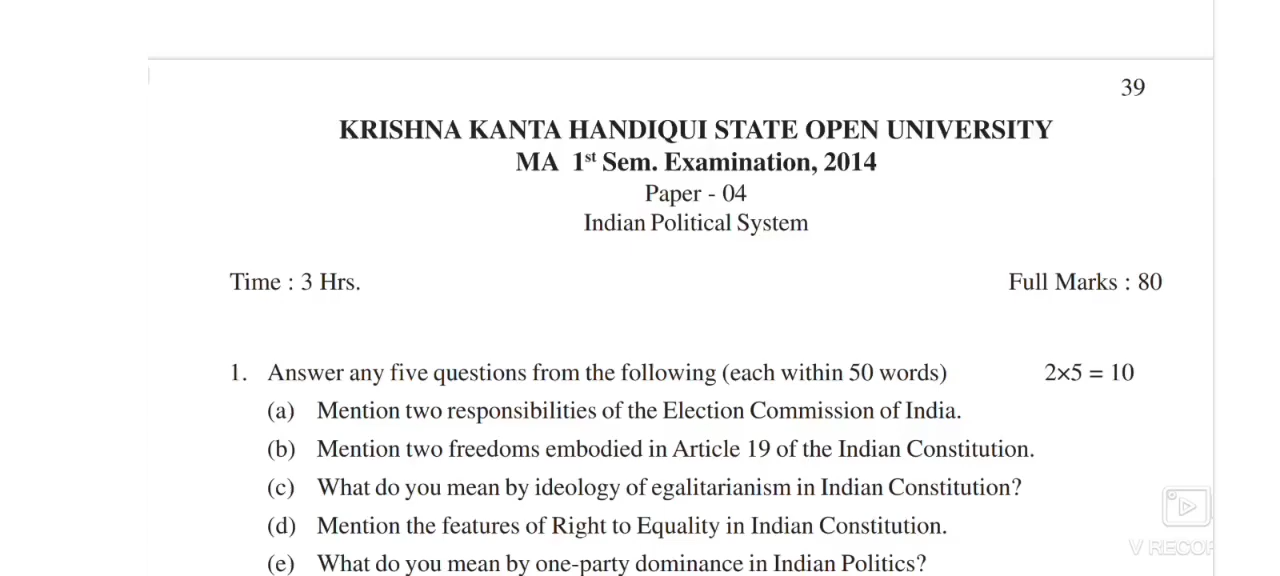 39
KRISHNA KANTA HANDIQUI STATE OPEN UNIVERSITY
MA 1st Sem. Examination, 2014
Paper - 04
Indian Political System
Time : 3 Hrs. Full Marks : 80
1. Answer any five questions from the following (each within 50 words) 2×5 = 10
(a) Mention two responsibilities of the Election Commission of India.
(b) Mention two freedoms embodied in Article 19 of the Indian Constitution.
(c) What do you mean by ideology of egalitarianism in Indian Constitution?
(d) Mention the features of Right to Equality in Indian Constitution.
V RECOR
(e) What do you mean by one-party dominance in Indian Politics?